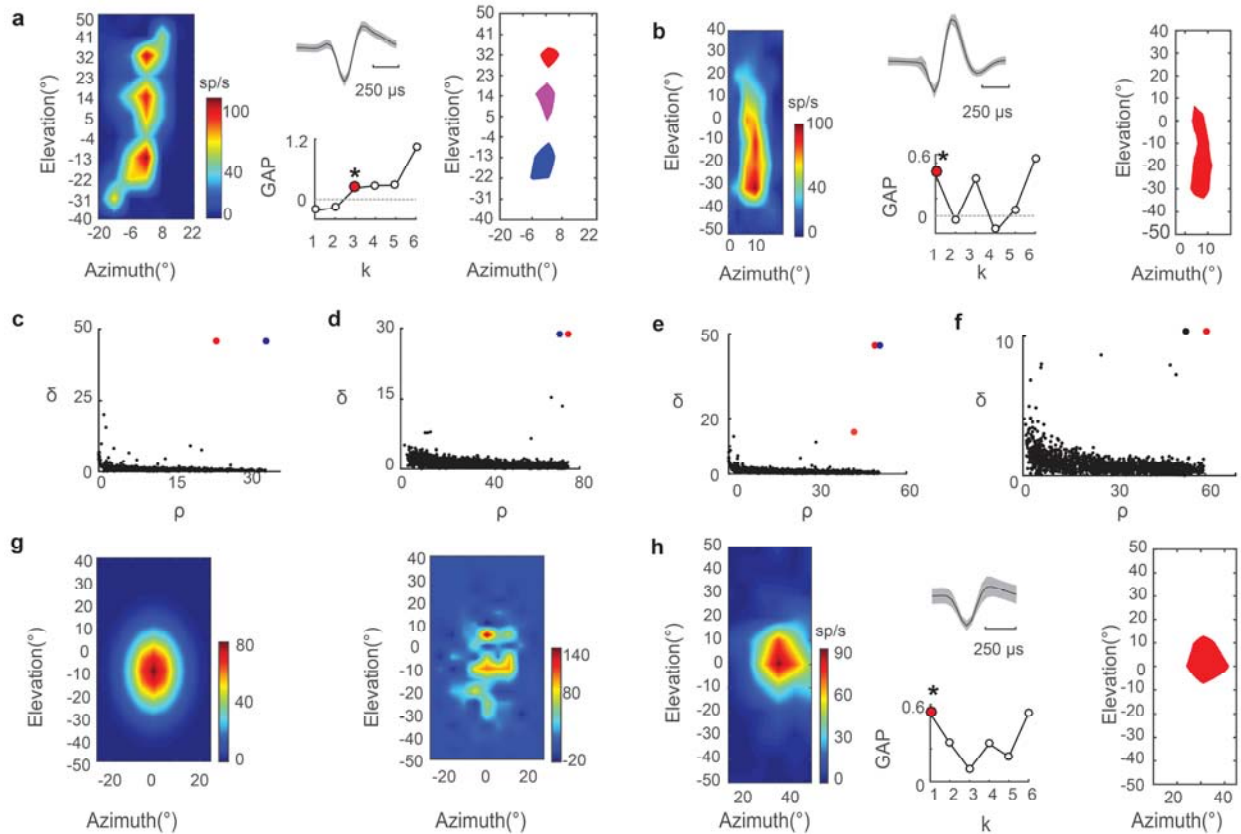 a
Elevation(°)
50
41
32
23
14
5
-4
-13
-22
-31
-40
-20 -6 8 22
Azimuth(°)
sp/s
100
40
0
250 µs
GAP
1.2
0
*
1 2 3 4 5 6
k
Elevation(°)
50
41
32
23
14
5
-4
-13
-22
-31
-40
-20 -6 8 22
Azimuth(°)
b
Elevation(°)
40
30
20
10
0
-10
-20
-30
-40
-50
0 10
Azimuth(°)
sp/s
100
40
0
250 µs
GAP
0.6
0
*
1 2 3 4 5 6
k
Elevation(°)
40
30
20
10
0
-10
-20
-30
-40
-50
0 10
Azimuth(°)
c
δ
50
25
0
15 30
ρ
d
δ
30
15
0
0 40 80
ρ
e
δ
50
20
0
0 30 60
ρ
f
δ
10
0
0 30 60
ρ
g
Elevation(°)
40
30
20
10
0
-10
-20
-30
-40
-50
-20 0 20
Azimuth(°)
80
40
0
Elevation(°)
40
30
20
10
0
-10
-20
-30
-40
-50
-20 0 20
Azimuth(°)
140
80
-20
h
Elevation(°)
50
40
30
20
10
0
-10
-20
-30
-40
-50
20 40
Azimuth(°)
sp/s
90
60
30
0
250 µs
GAP
0.6
0
*
1 2 3 4 5 6
k
Elevation(°)
50
40
30
20
10
0
-10
-20
-30
-40
-50
20 40
Azimuth(°)